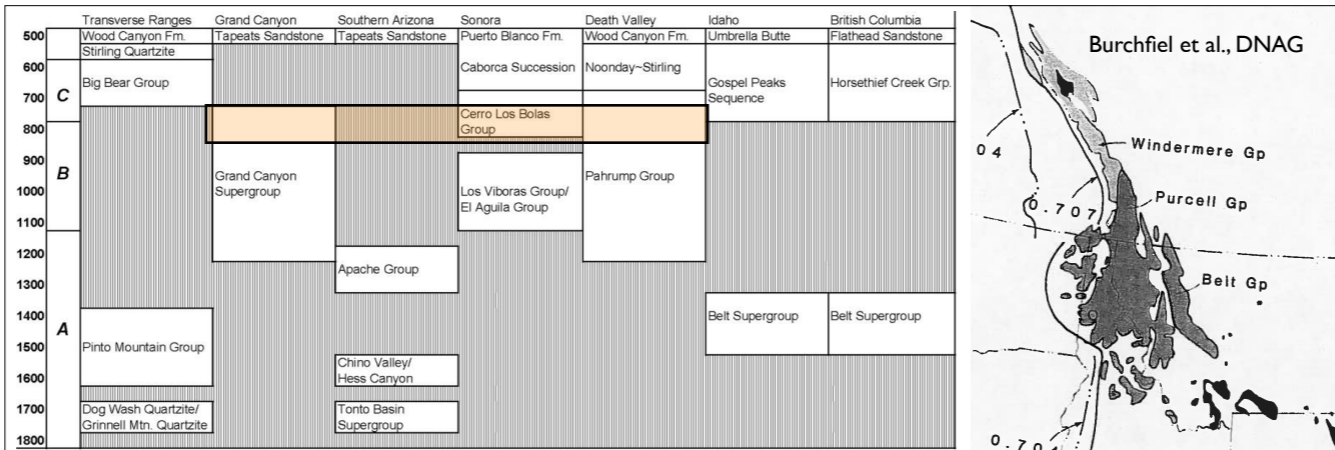 Transverse Ranges Grand Canyon Southern Arizona Sonora Death Valley Idaho British Columbia
500 Wood Canyon Fm. Tapeats Sandstone Tapeats Sandstone Puerto Blanco Fm. Wood Canyon Fm. Umbrella Butte Flathead Sandstone
Stirling Quartzite
600 Big Bear Group Caborca Succession Noonday~Stirling
C Gospel Peaks Horsethief Creek Grp.
700 Sequence
Cerro Los Bolas
800 Group
900
B Grand Canyon Los Viboras Group/ Pahrump Group
1000 Supergroup El Aguila Group
1100
1200
Apache Group
1300
1400 A Belt Supergroup Belt Supergroup
1500 Pinto Mountain Group
Chino Valley/
1600 Hess Canyon
1700 Dog Wash Quartzite/ Tonto Basin
Grinnell Mtn. Quartzite Supergroup
1800
Burchfiel et al., DNAG
04
Windermere Gp
Purcell Gp
0.707
Belt Gp
0.70